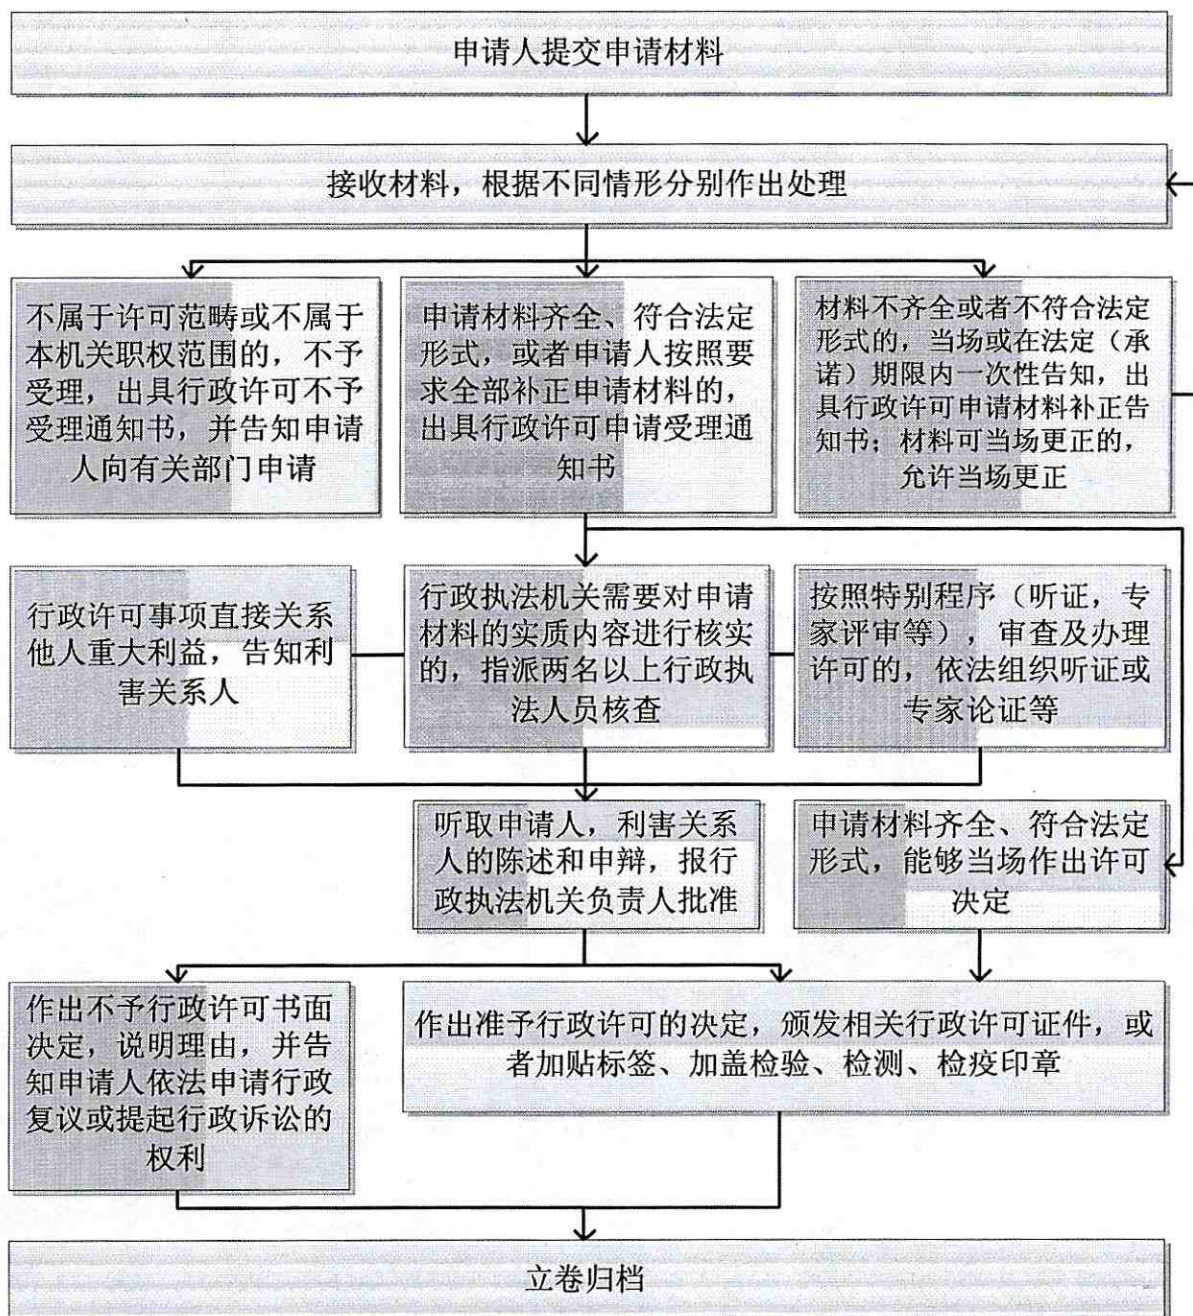 申请人提交申请材料
接收材料，根据不同情形分别作出处理
不属于许可范畴或不属于
本机关职权范围的，不予
受理，出具行政许可不予
受理通知书，并告知申请
人向有关部门申请
申请材料齐全、符合法定
形式，或者申请人按照要
求全部补正申请材料的，
出具行政许可申请受理通
知书
材料不齐全或者不符合法定
形式的，当场或在法定（承
诺）期限内一次性告知，出
具行政许可申请材料补正告
知书；材料可当场更正的，
允许当场更正
行政许可事项直接关系
他人重大利益，告知利
害关系人
行政执法机关需要对申请
材料的实质内容进行核实
的，指派两名以上行政执
法人员核查
按照特别程序（听证，专
家评审等），审查及办理
许可的，依法组织听证或
专家论证等
听取申请人，利害关系
人的陈述和申辩，报行
政执法机关负责人批准
申请材料齐全、符合法定
形式，能够当场作出许可
决定
作出不予行政许可书面
决定，说明理由，并告
知申请人依法申请行政
复议或提起行政诉讼的
权利
作出准予行政许可的决定，颁发相关行政许可证件，或
者加贴标签、加盖检验、检测、检疫印章
立卷归档